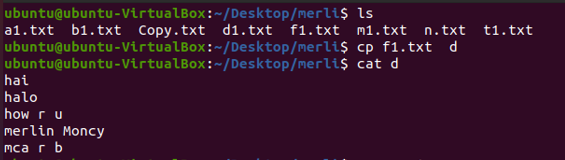 ubuntu@ubuntu-VirtualBox:~/Desktop/merli$ ls
a1.txt  b1.txt  Copy.txt  d1.txt  f1.txt  m1.txt  n.txt  t1.txt
ubuntu@ubuntu-VirtualBox:~/Desktop/merli$ cp f1.txt  d
ubuntu@ubuntu-VirtualBox:~/Desktop/merli$ cat d
hai
halo
how r u
merlin Moncy
mca r b